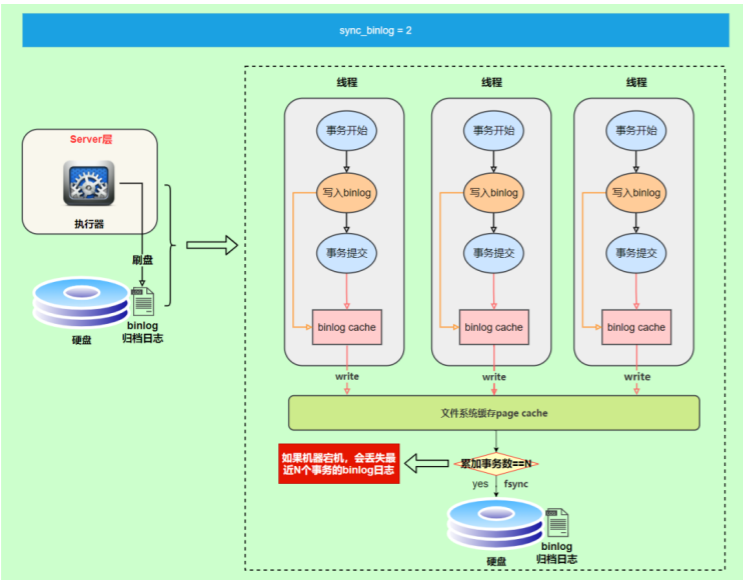 sync_binlog = 2
Server层
执行器
刷盘
硬盘
binlog
归档日志
线程
事务开始
写入binlog
事务提交
binlog cache
write
线程
事务开始
写入binlog
事务提交
binlog cache
write
线程
事务开始
写入binlog
事务提交
binlog cache
write
文件系统缓存page cache
如果机器宕机，会丢失最
近N个事务的binlog日志
累加事务数==N
yes
fsync
硬盘
binlog
归档日志